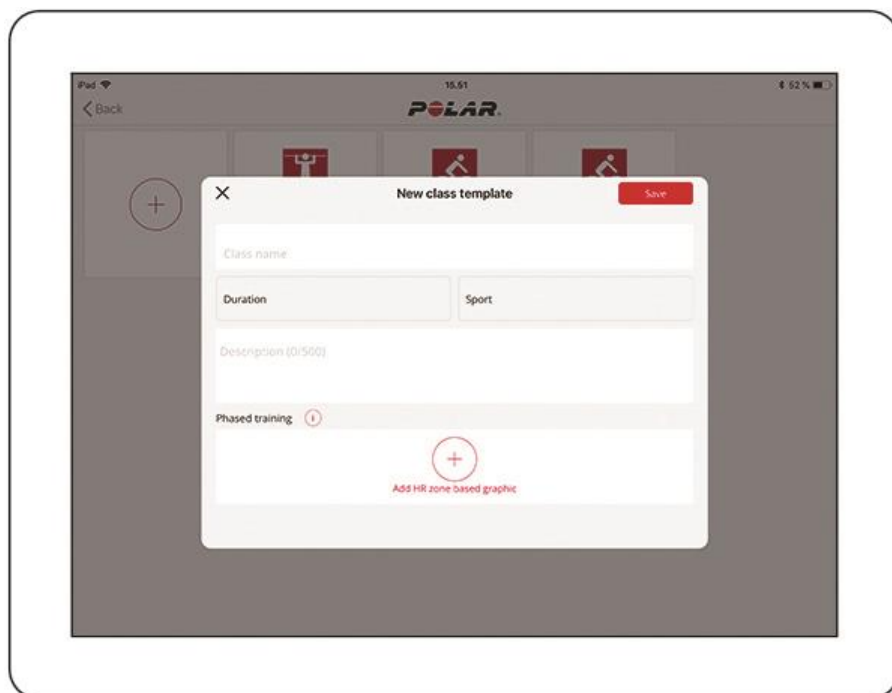 iPad 15.51 52 %
Back POLAR.
New class template Save
Class name
Duration Sport
Description (0/500)
Phased training i
Add HR zone based graphic